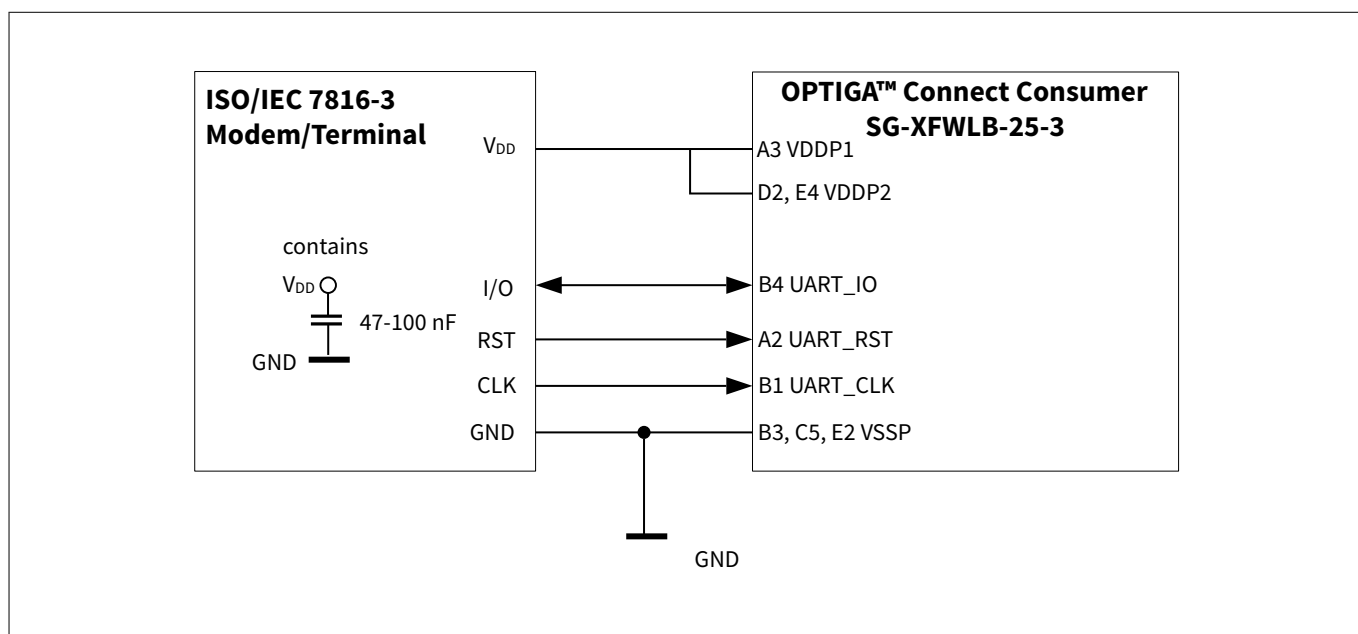 ISO/IEC 7816-3
Modem/Terminal
OPTIGA™ Connect Consumer
SG-XFWLB-25-3
VDD
A3 VDDP1
D2, E4 VDDP2
contains
VDD
47-100 nF
GND
I/O
B4 UART_IO
RST
A2 UART_RST
CLK
B1 UART_CLK
GND
B3, C5, E2 VSSP
GND